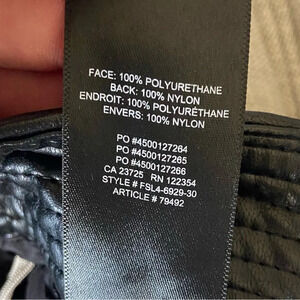 FACE: 100% POLYURETHANE
BACK: 100% NYLON
ENDROIT: 100% POLYURÉTHANE
ENVERS: 100% NYLON
PO #4500127264
PO #4500127265
PO #4500127266
CA 23725 RN 122354
STYLE # FSL4-6929-30
ARTICLE # 79492